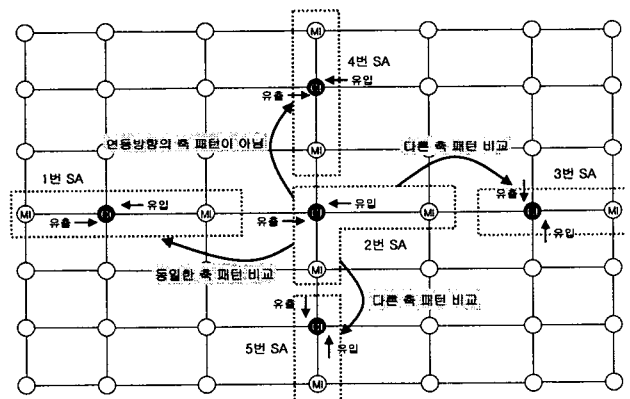 MI
4번 SA
유입
유출
연동방향의 축 패턴이 아님
MI
다른 축 패턴 비교
1번 SA
3번 SA
MI
유입
유출
MI
유입
유출
MI
유출
유입
MI
2번 SA
동일한 축 패턴 비교
MI
다른 축 패턴 비교
유출
5번 SA
유입
MI